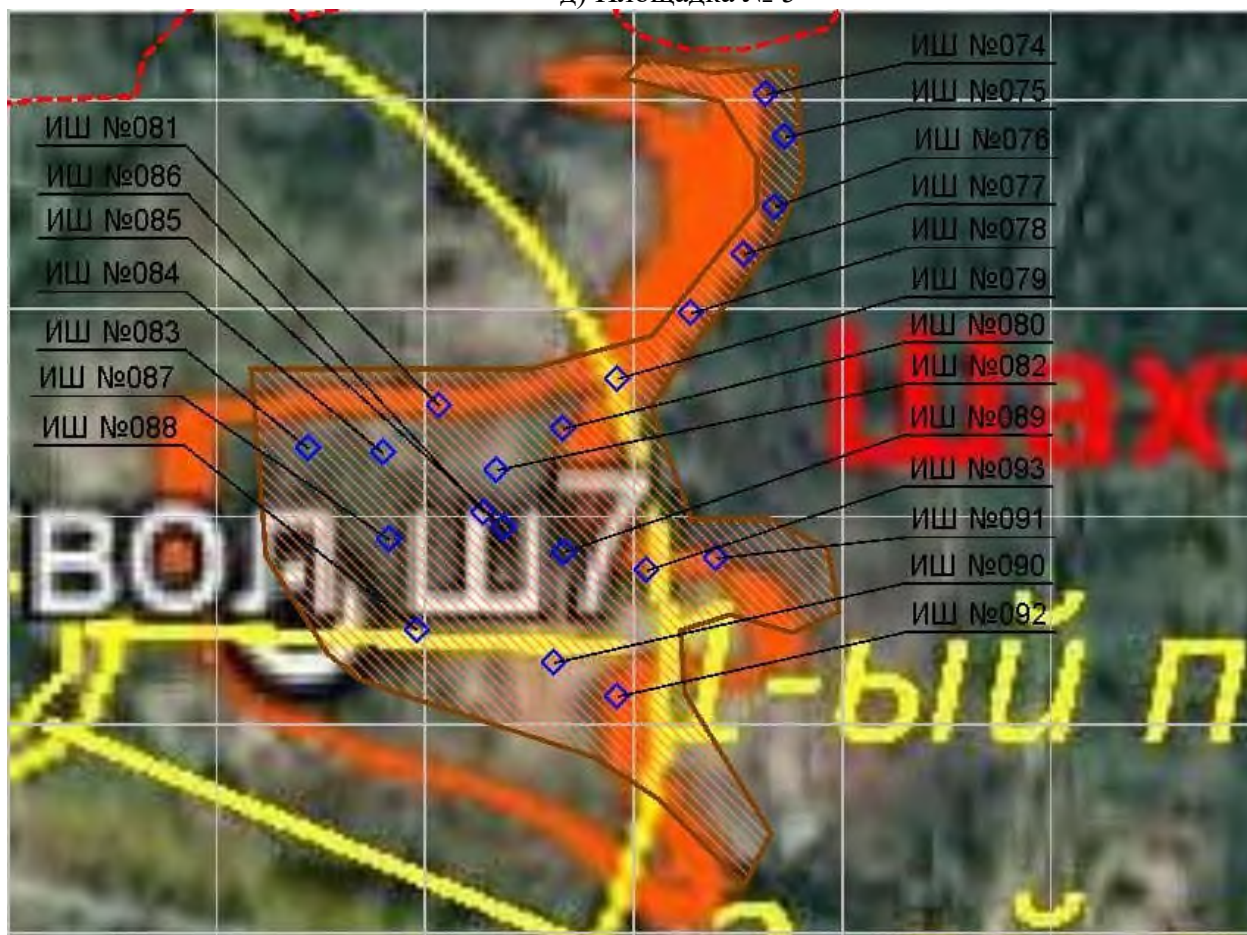 ИШ №074
ИШ №075
ИШ №076
ИШ №077
ИШ №078
ИШ №079
ИШ №080
ИШ №082
ИШ №089
ИШ №093
ИШ №091
ИШ №090
ИШ №092
ИШ №081
ИШ №086
ИШ №085
ИШ №084
ИШ №083
ИШ №087
ИШ №088
Шах
ВОЛ Ш7
-ый п